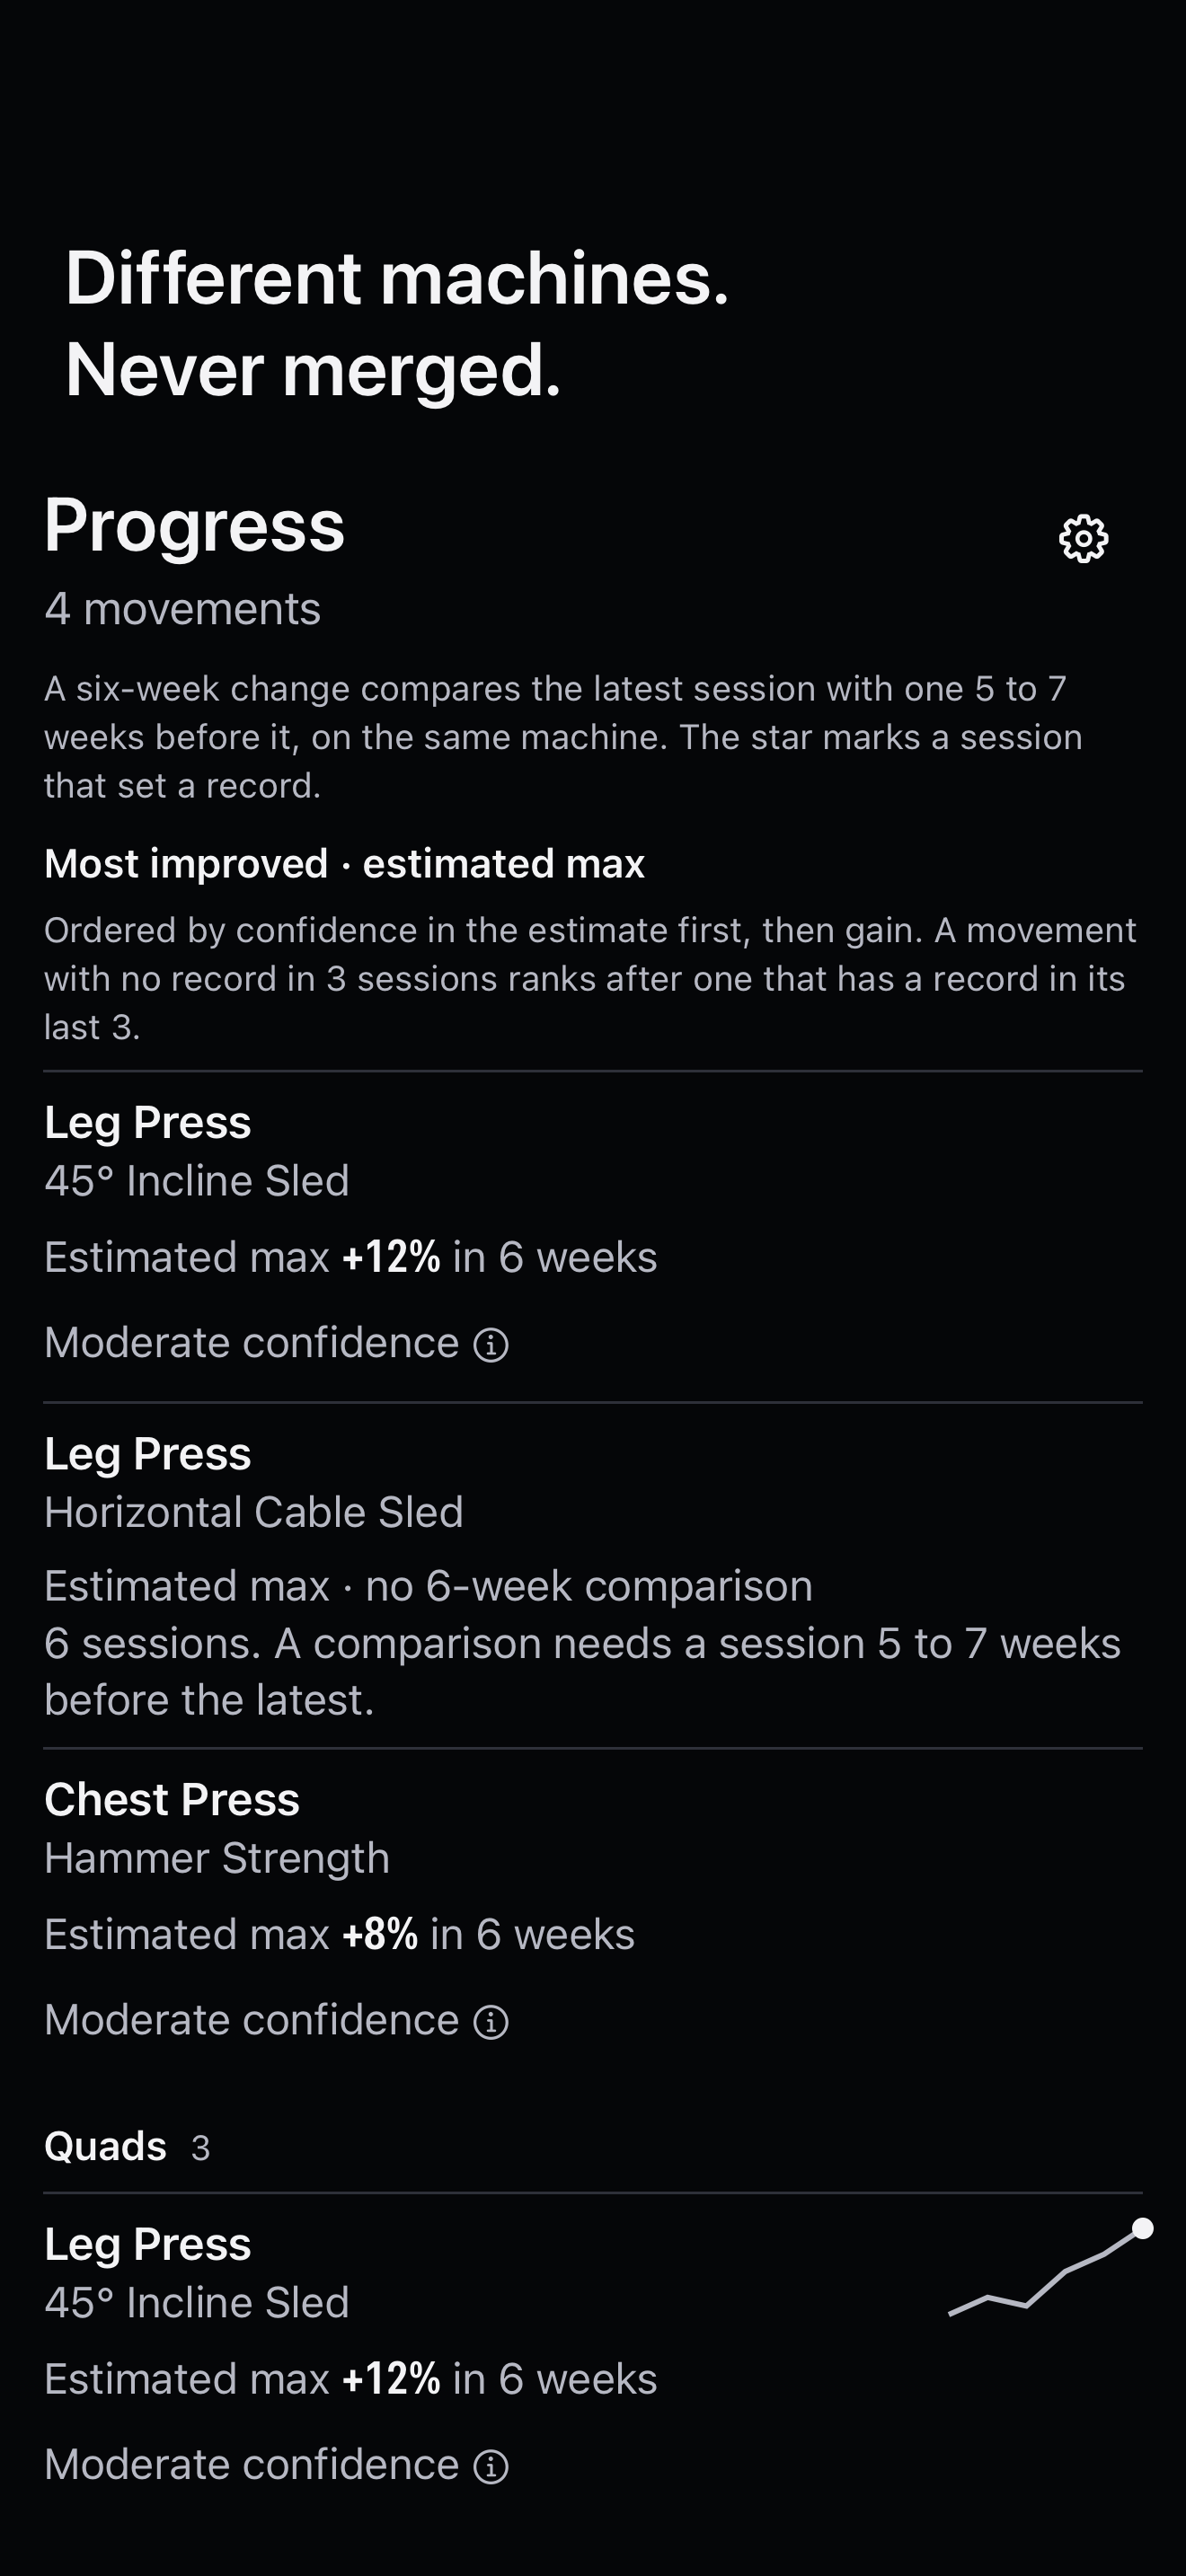 Different machines.
Never merged.
Progress
4 movements
A six-week change compares the latest session with one 5 to 7
weeks before it, on the same machine. The star marks a session
that set a record.
Most improved · estimated max
Ordered by confidence in the estimate first, then gain. A movement
with no record in 3 sessions ranks after one that has a record in its
last 3.
Leg Press
45° Incline Sled
Estimated max +12% in 6 weeks
Moderate confidence
Leg Press
Horizontal Cable Sled
Estimated max · no 6-week comparison
6 sessions. A comparison needs a session 5 to 7 weeks
before the latest.
Chest Press
Hammer Strength
Estimated max +8% in 6 weeks
Moderate confidence
Quads 3
Leg Press
45° Incline Sled
Estimated max +12% in 6 weeks
Moderate confidence